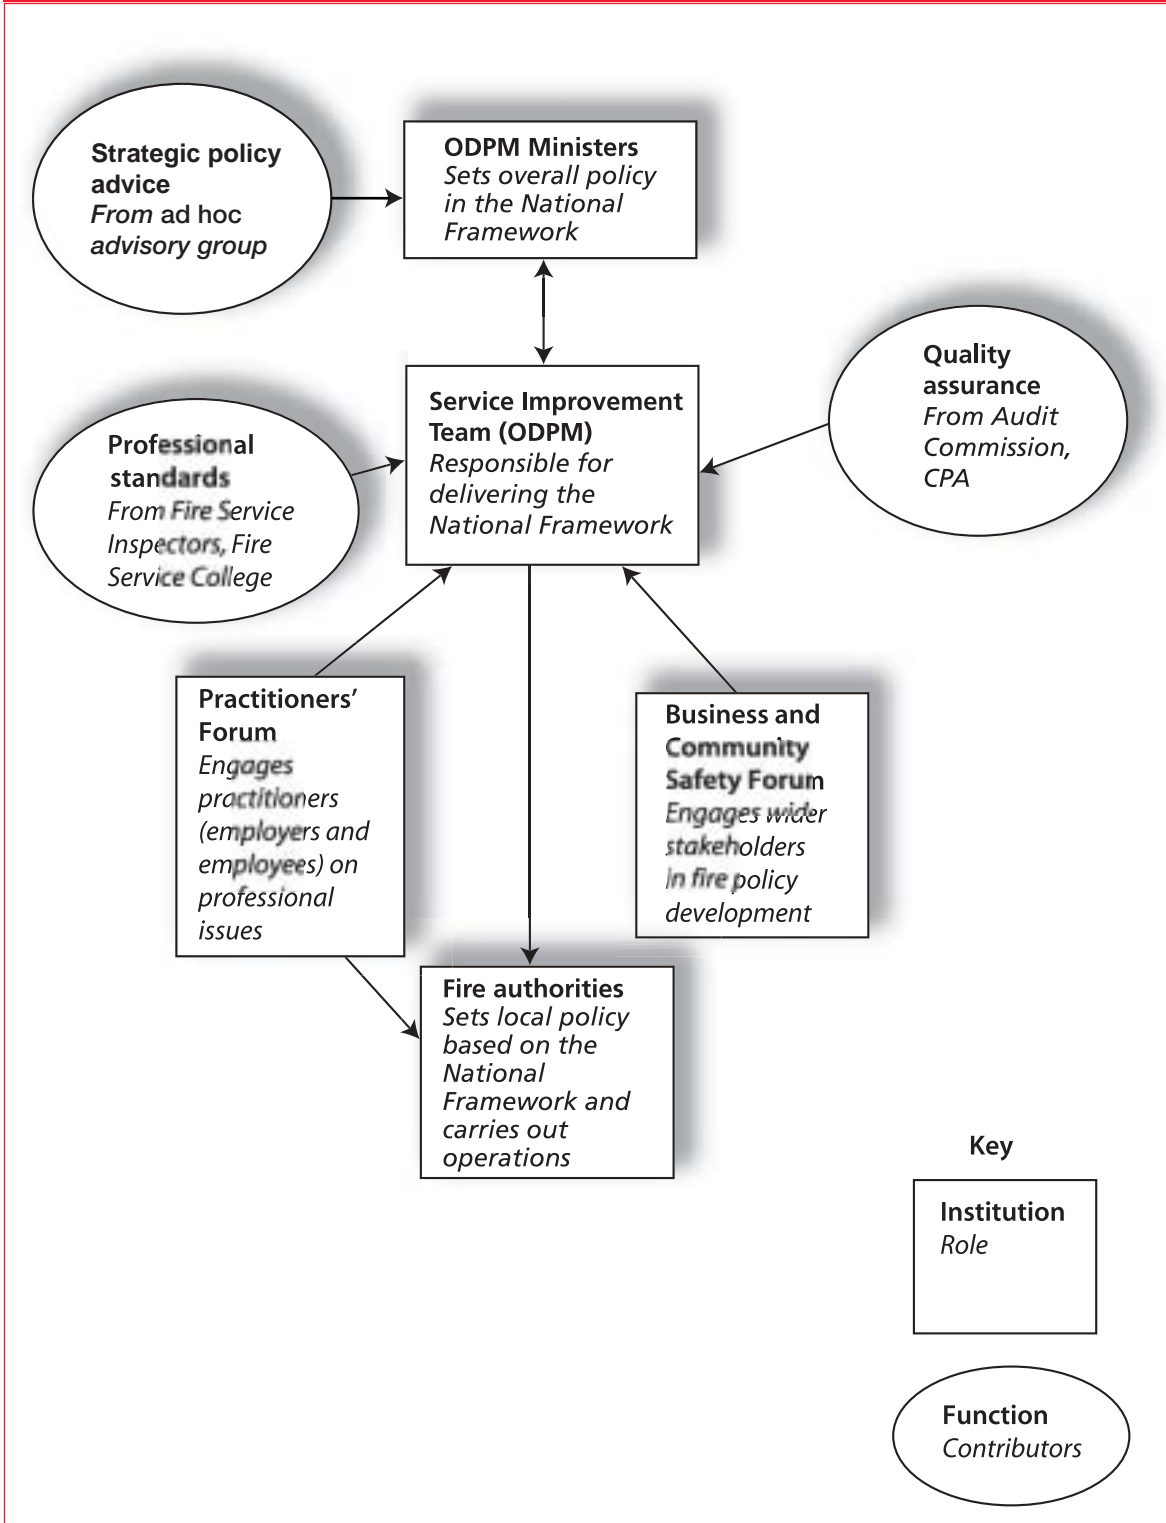 Strategic policy
advice
From ad hoc
advisory group
ODPM Ministers
Sets overall policy
in the National
Framework
Quality
assurance
From Audit
Commission,
CPA
Service Improvement
Team (ODPM)
Responsible for
delivering the
National Framework
Professional
standards
From Fire Service
Inspectors, Fire
Service College
Practitioners’
Forum
Engages
practitioners
(employers and
employees) on
professional
issues
Business and
Community
Safety Forum
Engages wider
stakeholders
in fire policy
development
Fire authorities
Sets local policy
based on the
National
Framework and
carries out
operations
Key
Institution
Role
Function
Contributors